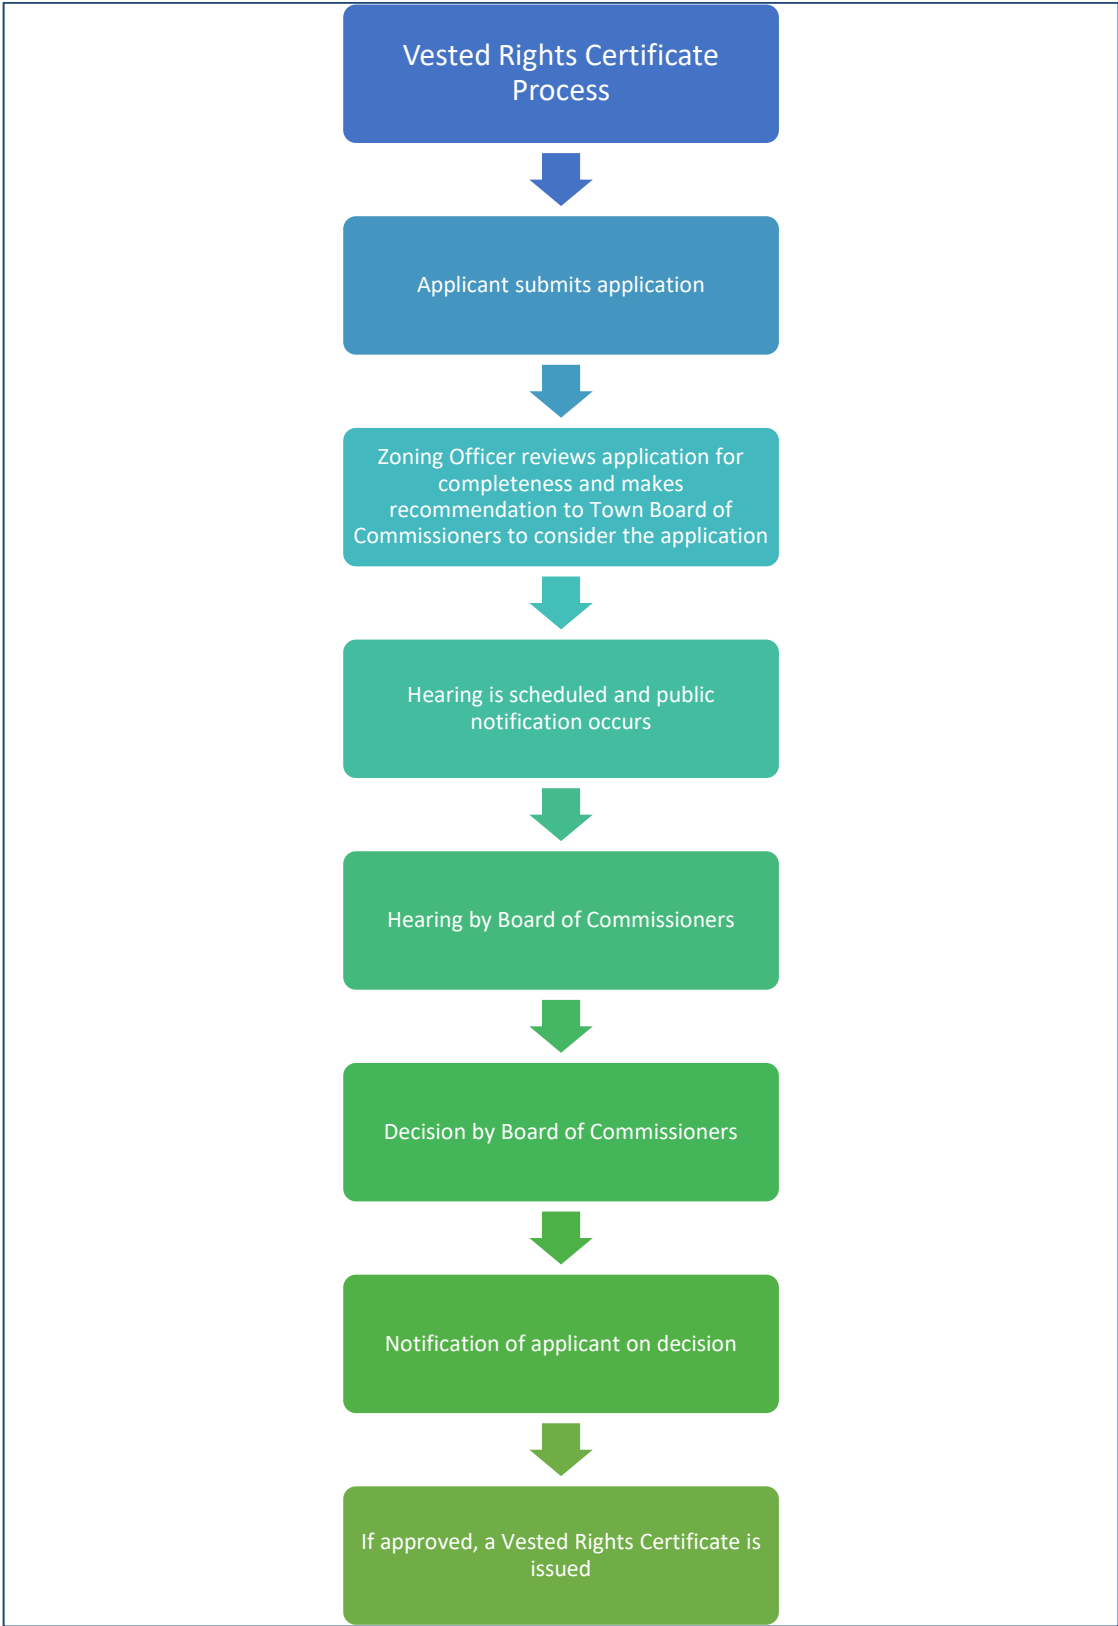 Vested Rights Certificate
Process
Applicant submits application
Zoning Officer reviews application for
completeness and makes
recommendation to Town Board of
Commissioners to consider the application
Hearing is scheduled and public
notification occurs
Hearing by Board of Commissioners
Decision by Board of Commissioners
Notification of applicant on decision
If approved, a Vested Rights Certificate is
issued